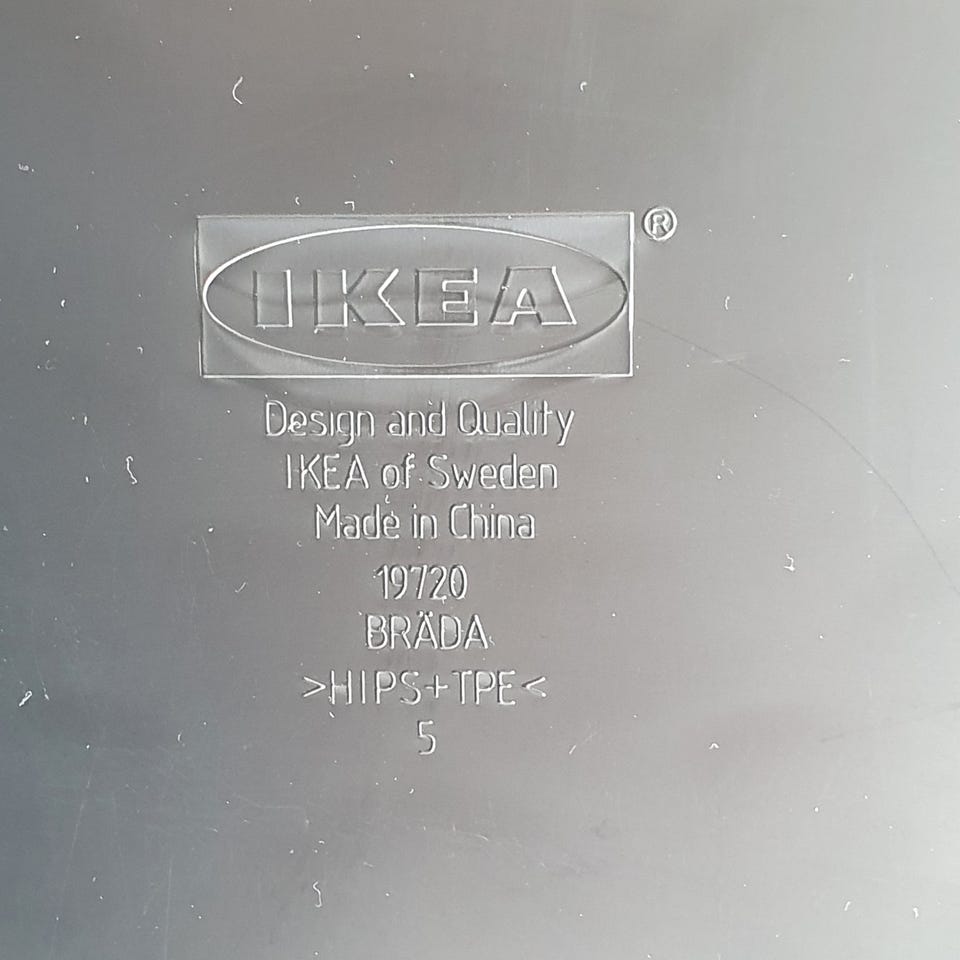 IKEA®
Design and Quality
IKEA of Sweden
Made in China
19720
BRÄDA
>HIPS+TPE<
5